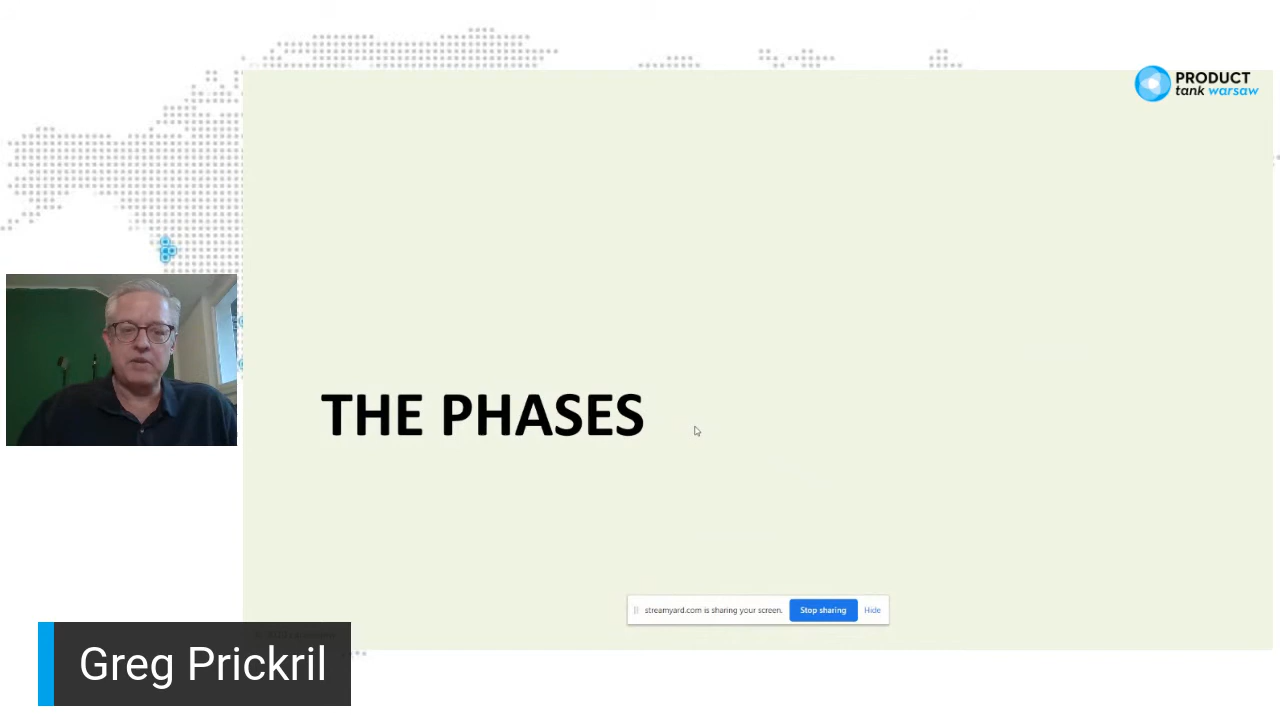 PRODUCT
tank warsaw
THE PHASES
streamyard.com is sharing your screen.
Stop sharing
Hide
Greg Prickril